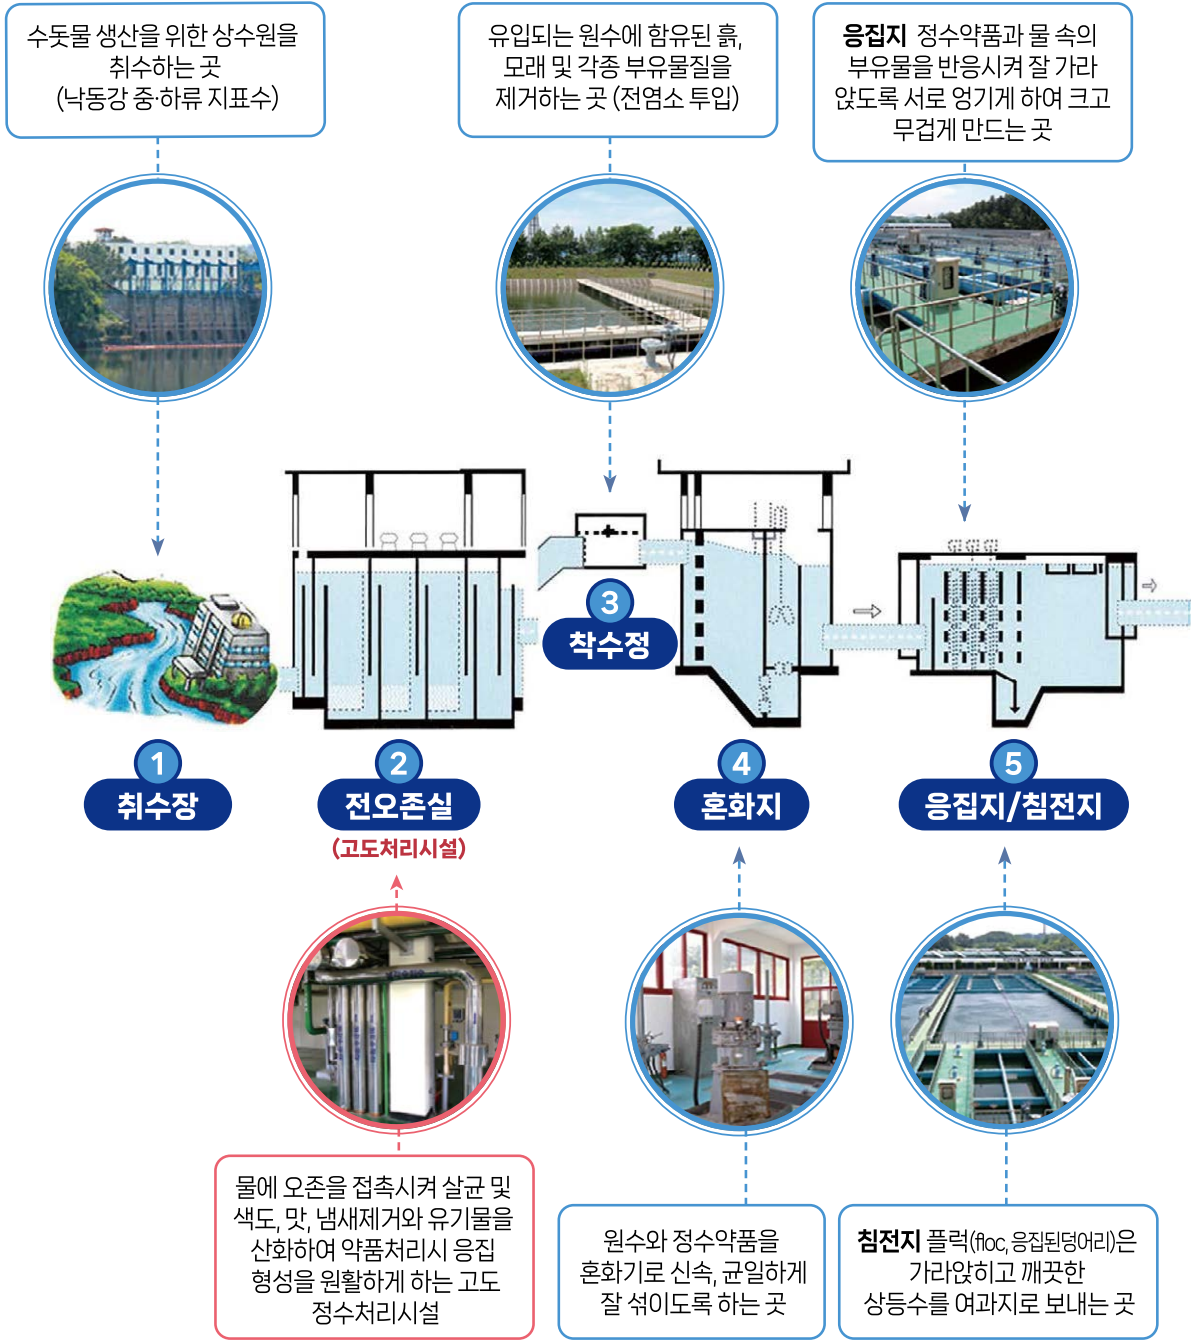 수돗물 생산을 위한 상수원을
취수하는 곳
(낙동강 중·하류 지표수)
유입되는 원수에 함유된 흙,
모래 및 각종 부유물질을
제거하는 곳 (전염소 투입)
응집지 정수약품과 물 속의
부유물을 반응시켜 잘 가라
앉도록 서로 엉기게 하여 크고
무겁게 만드는 곳
1
취수장
2
전오존실
(고도처리시설)
3
착수정
4
혼화지
5
응집지/침전지
물에 오존을 접촉시켜 살균 및
색도, 맛, 냄새제거와 유기물을
산화하여 약품처리시 응집
형성을 원활하게 하는 고도
정수처리시설
원수와 정수약품을
혼화기로 신속, 균일하게
잘 섞이도록 하는 곳
침전지 플럭(floc, 응집된덩어리)은
가라앉히고 깨끗한
상등수를 여과지로 보내는 곳